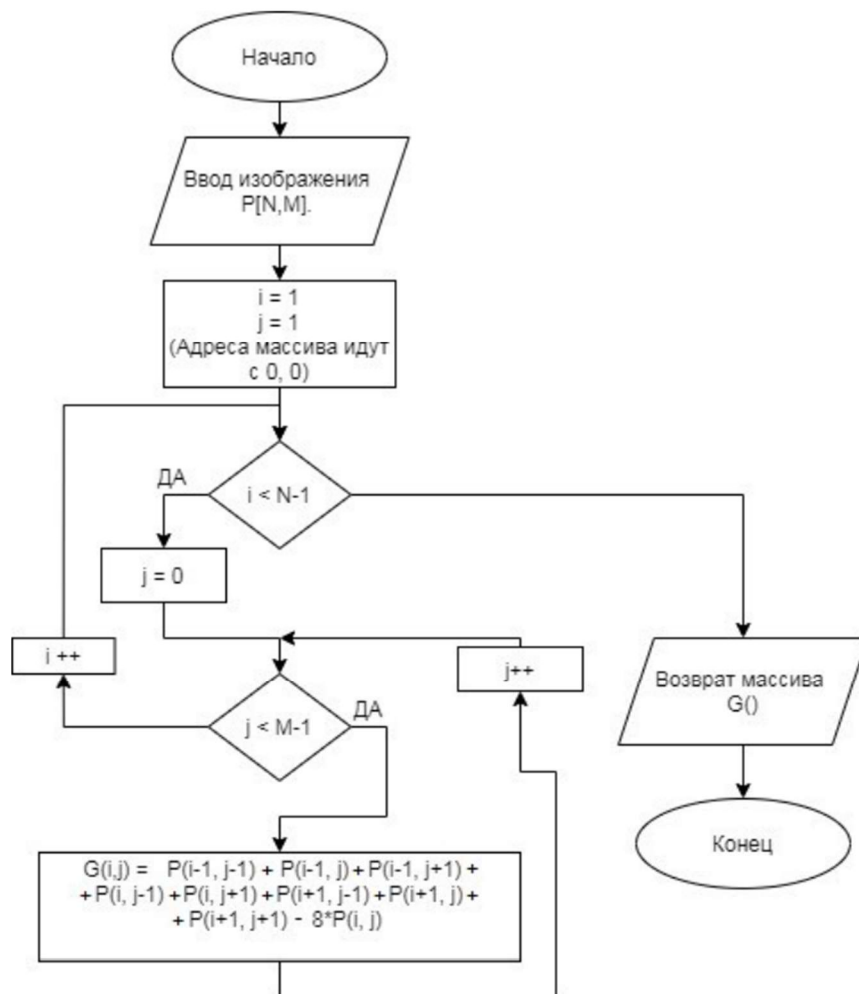 Начало
Ввод изображения
P[N,M].
i = 1
j = 1
(Адреса массива идут
с 0, 0)
ДА
i < N-1
j = 0
i ++
j++
Возврат массива
G()
j < M-1
ДА
Конец
G(i,j) = P(i-1, j-1) + P(i-1, j) + P(i-1, j+1) +
+ P(i, j-1) + P(i, j+1) + P(i+1, j-1) + P(i+1, j) +
+ P(i+1, j+1) - 8*P(i, j)